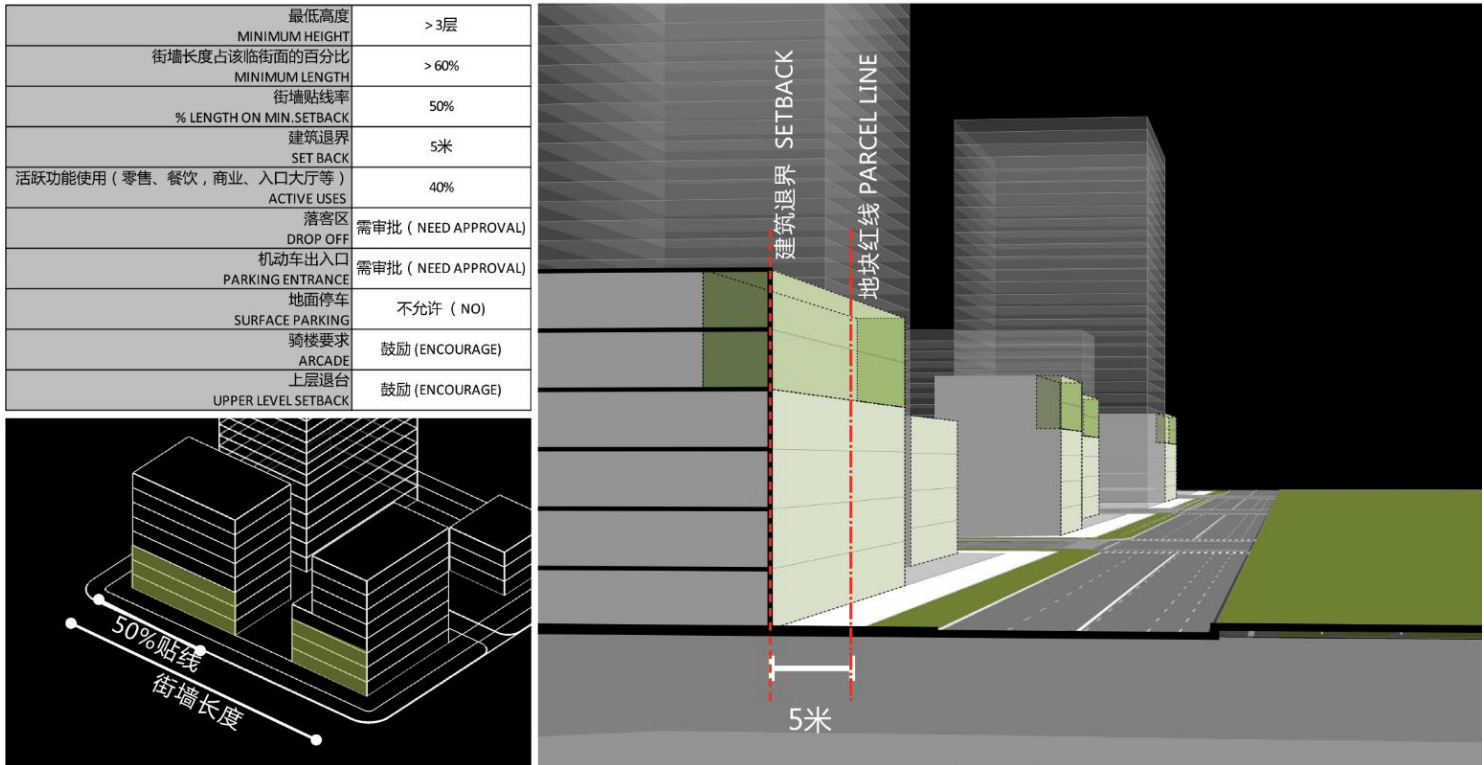 最低高度
MINIMUM HEIGHT
>3层
街墙长度占该临街面的百分比
MINIMUM LENGTH
>60%
街墙贴线率
% LENGTH ON MIN.SETBACK
50%
建筑退界
SET BACK
5米
活跃功能使用（零售、餐饮，商业、入口大厅等）
ACTIVE USES
40%
落客区
DROP OFF
需审批（NEED APPROVAL)
机动车出入口
PARKING ENTRANCE
需审批（NEED APPROVAL)
地面停车
SURFACE PARKING
不允许（NO)
骑楼要求
ARCADE
鼓励 (ENCOURAGE)
上层退台
UPPER LEVEL SETBACK
鼓励 (ENCOURAGE)
50%贴线
街墙长度
建筑退界 SETBACK
地块红线 PARCEL LINE
5米